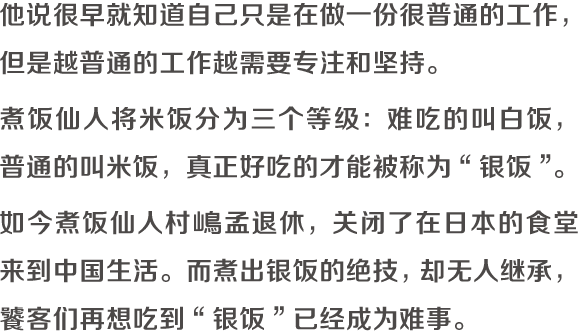 他说很早就知道自己只是在做一份很普通的工作，
但是越普通的工作越需要专注和坚持。
煮饭仙人将米饭分为三个等级：难吃的叫白饭，
普通的叫米饭，真正好吃的才能被称为“银饭”。
如今煮饭仙人村嶋孟退休，关闭了在日本的食堂
来到中国生活。而煮出银饭的绝技，却无人继承，
饕客们再想吃到“银饭”已经成为难事。